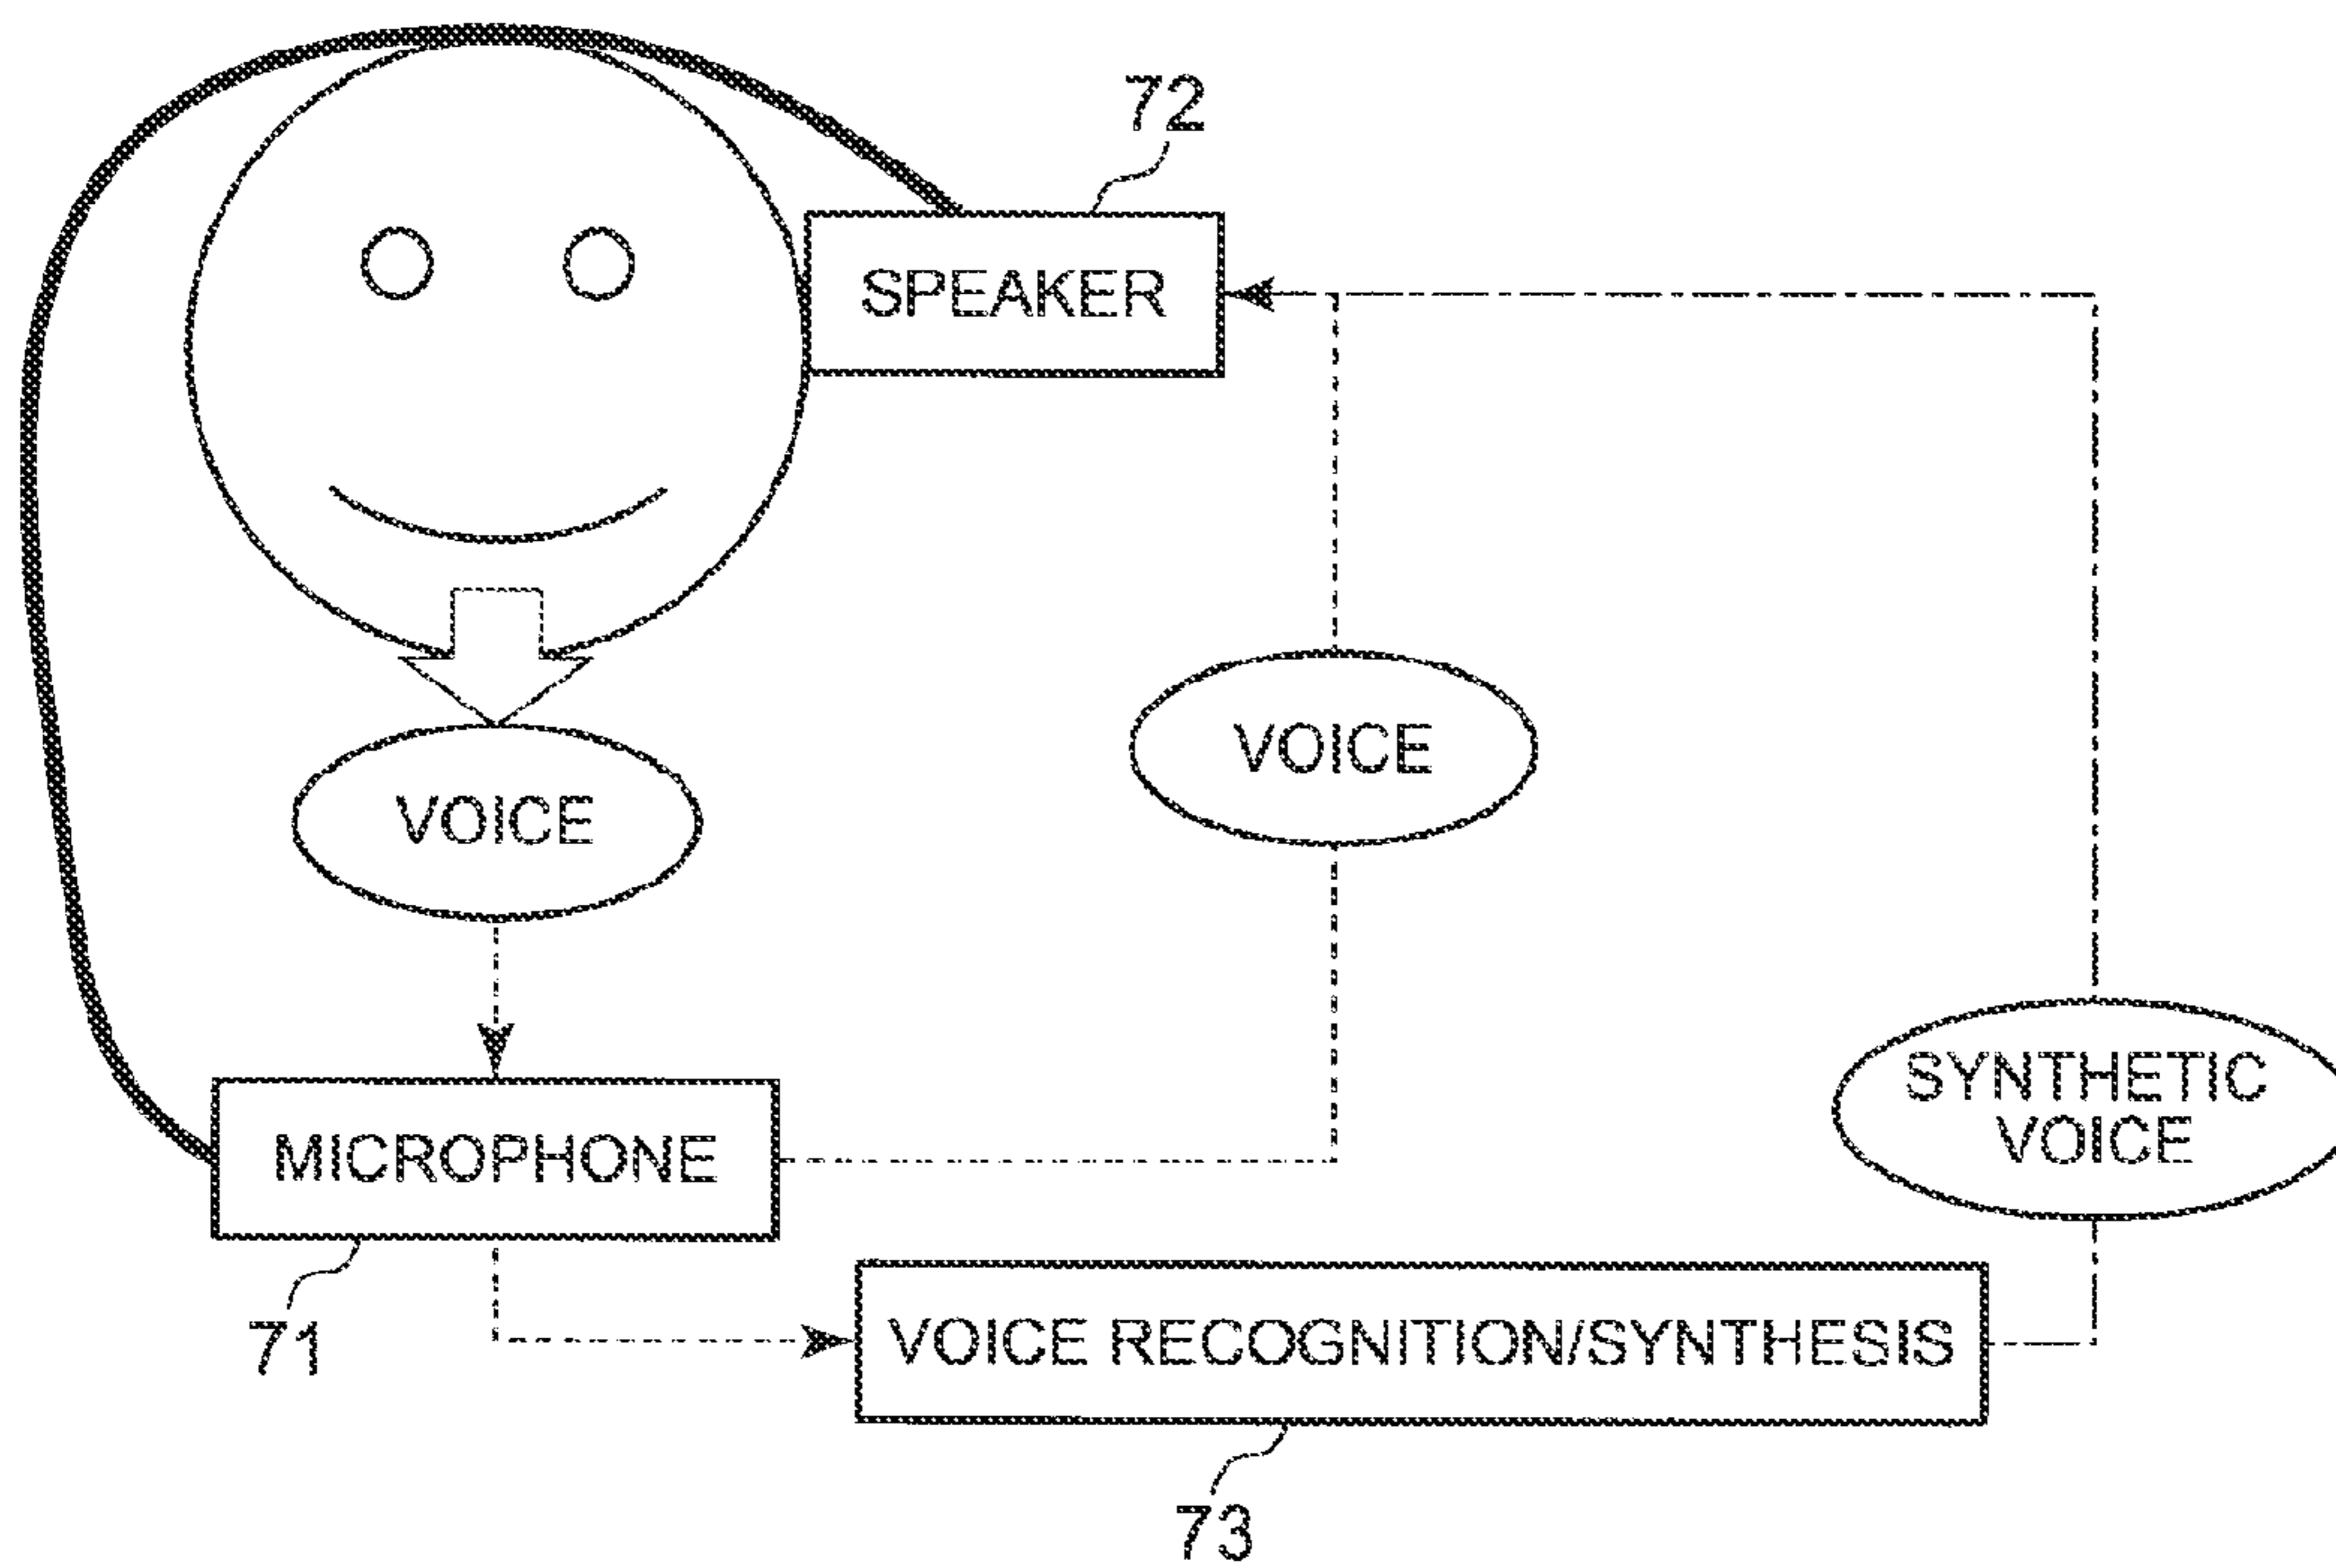 72
SPEAKER
VOICE
VOICE
SYNTHETIC
VOICE
MICROPHONE
71
VOICE RECOGNITION/SYNTHESIS
73